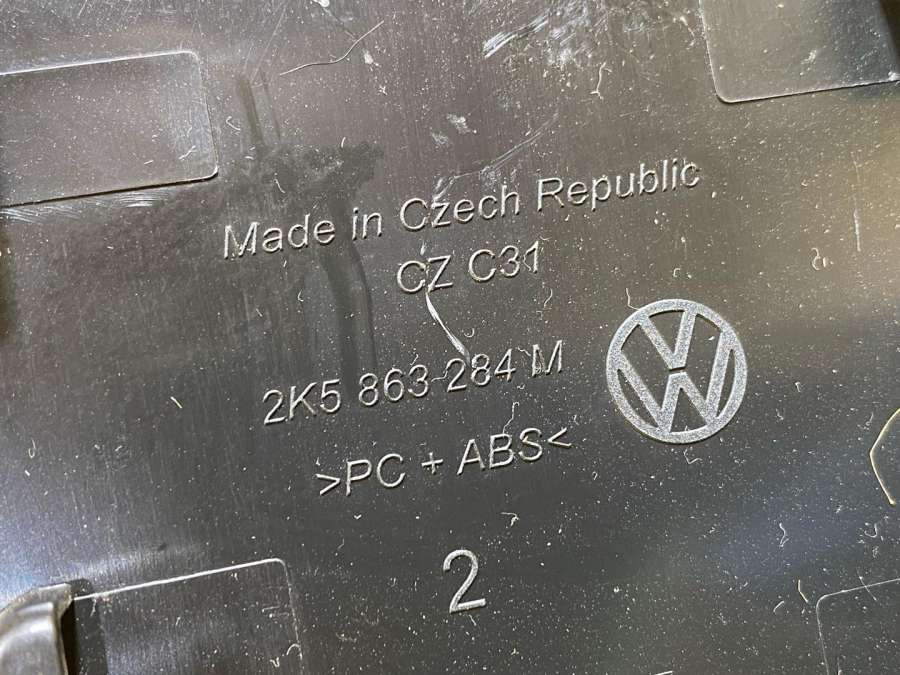 Made in Czech Republic
CZ C31
2K5 863 284 M
>PC + ABS<
2